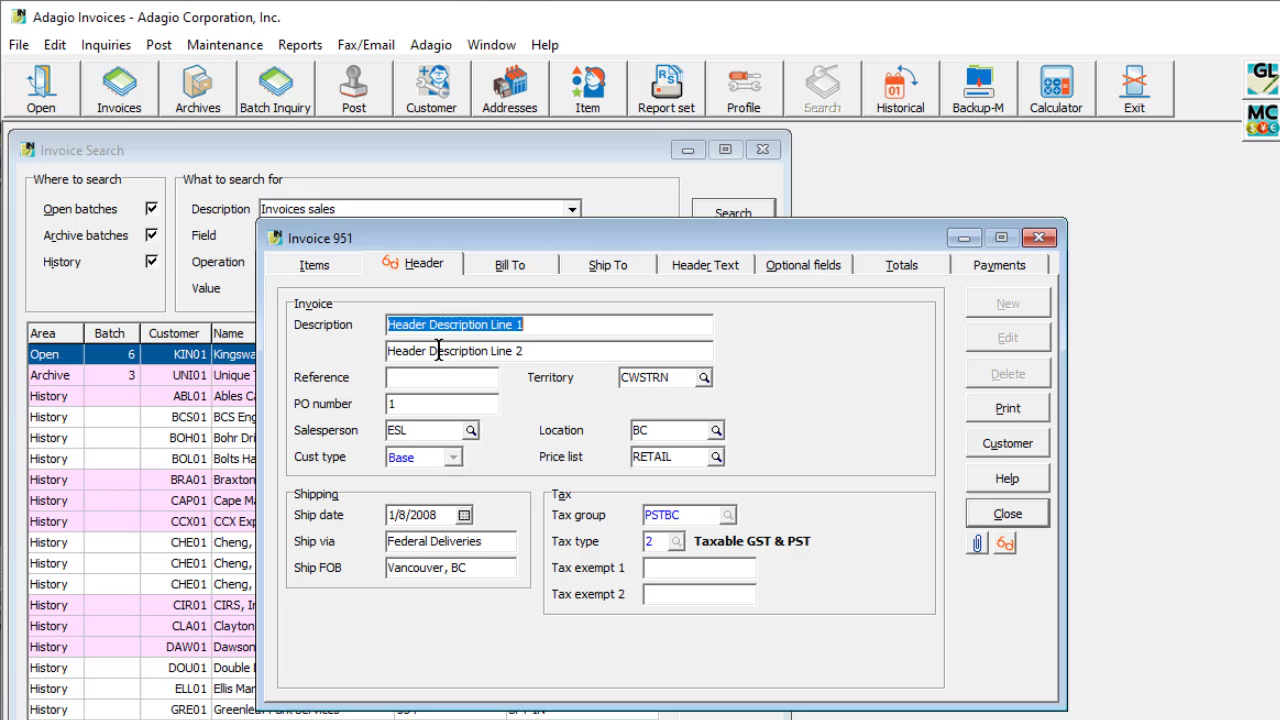 Adagio Invoices - Adagio Corporation, Inc.
File Edit Inquiries Post Maintenance Reports Fax/Email Adagio Window Help
Open Invoices Archives Batch Inquiry Post Customer Addresses Item Report set Profile Search Historical Backup-M Calculator Exit
GL
MC
Invoice Search
Where to search
What to search for
Open batches
Description Invoices sales
Search
Archive batches
Field
History
Operation
Value
Invoice 951
Items Header Bill To Ship To Header Text Optional fields Totals Payments
Invoice
Description Header Description Line 1
Header Description Line 2
Reference
Territory CWSTRN
PO number 1
Salesperson ESL
Location BC
Cust type Base
Price list RETAIL
Shipping
Ship date 1/8/2008
Ship via Federal Deliveries
Ship FOB Vancouver, BC
Tax
Tax group PSTBC
Tax type 2 Taxable GST & PST
Tax exempt 1
Tax exempt 2
New
Edit
Delete
Print
Customer
Help
Close
Area Batch Customer Name
Open 6 KIN01 Kingswa
Archive 3 UNI01 Unique
History ABL01 Ables Ca
History BCS01 BCS Eng
History BOH01 Bohr Dri
History BOL01 Bolts Ha
History BRA01 Braxton
History CAP01 Cape Ma
History CCX01 CCX Exp
History CHE01 Cheng,
History CHE01 Cheng,
History CHE01 Cheng,
History CIR01 CIRS, I
History CLA01 Clayton
History DAW01 Dawson
History DOU01 Double
History ELL01 Ellis Mar
History GRE01